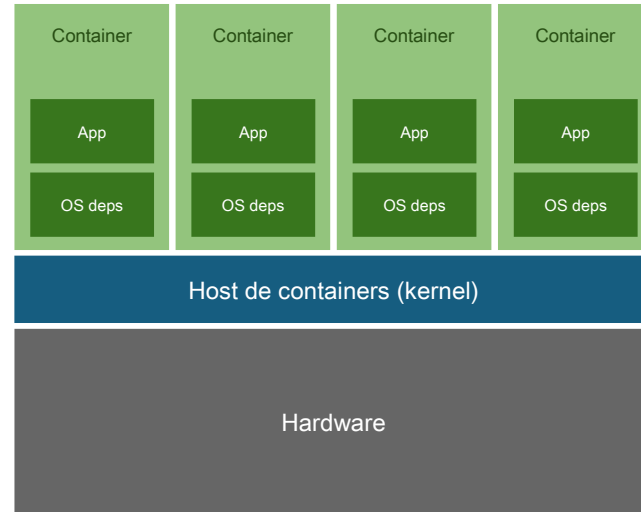 Container
Container
Container
Container
App
App
App
App
OS deps
OS deps
OS deps
OS deps
Host de containers (kernel)
Hardware